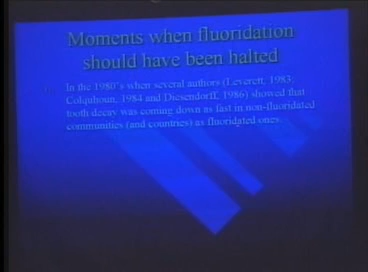 Moments when fluoridation
should have been halted
In the 1980's when several authors (Leverett, 1983;
Colquhoun, 1984 and Diesendorff, 1986) showed that
tooth decay was coming down as fast in non-fluoridated
communities (and countries) as fluoridated ones.